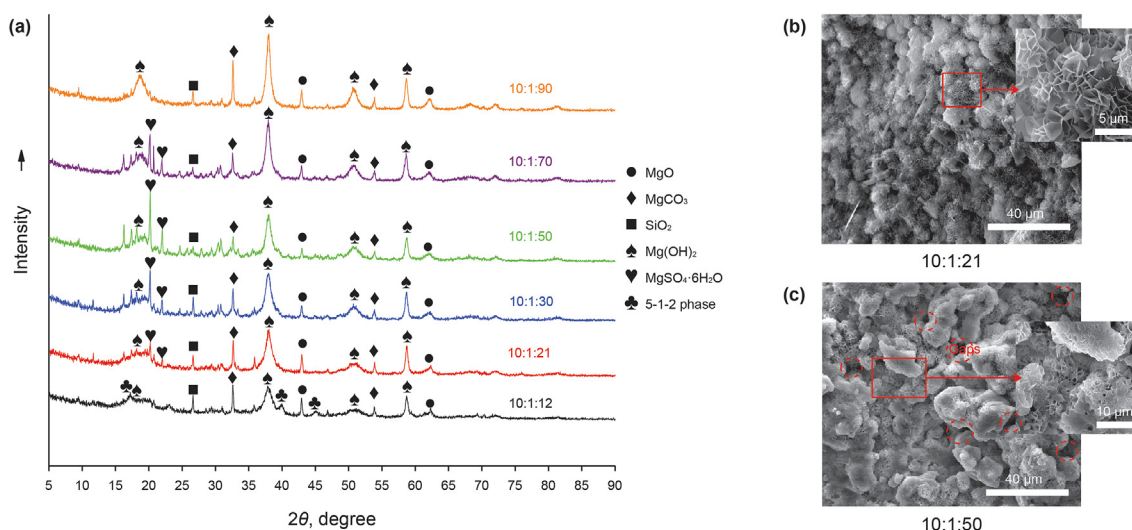 (a)
Intensity
10:1:90
10:1:70
10:1:50
10:1:30
10:1:21
10:1:12
MgO
MgCO₃
SiO₂
Mg(OH)₂
MgSO₄·6H₂O
5-1-2 phase
5 10 15 20 25 30 35 40 45 50 55 60 65 70 75 80 85 90
2θ, degree
(b)
5 μm
40 μm
10:1:21
(c)
Gaps
10 μm
40 μm
10:1:50